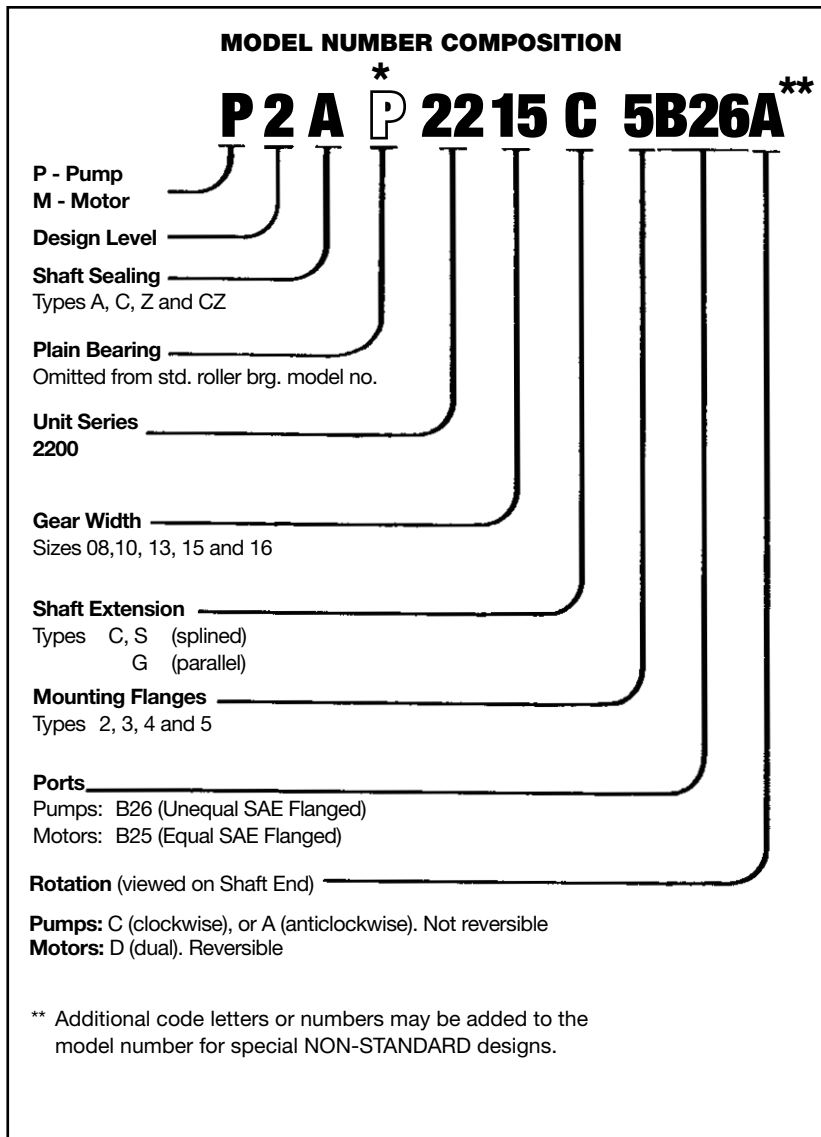 MODEL NUMBER COMPOSITION
*
P 2 A P 22 15 C 5B26A**
P - Pump
M - Motor
Design Level
Shaft Sealing
Types A, C, Z and CZ
Plain Bearing
Omitted from std. roller brg. model no.
Unit Series
2200
Gear Width
Sizes 08,10, 13, 15 and 16
Shaft Extension
Types C, S (splined)
G (parallel)
Mounting Flanges
Types 2, 3, 4 and 5
Ports
Pumps: B26 (Unequal SAE Flanged)
Motors: B25 (Equal SAE Flanged)
Rotation (viewed on Shaft End)
Pumps: C (clockwise), or A (anticlockwise). Not reversible
Motors: D (dual). Reversible
** Additional code letters or numbers may be added to the
model number for special NON-STANDARD designs.